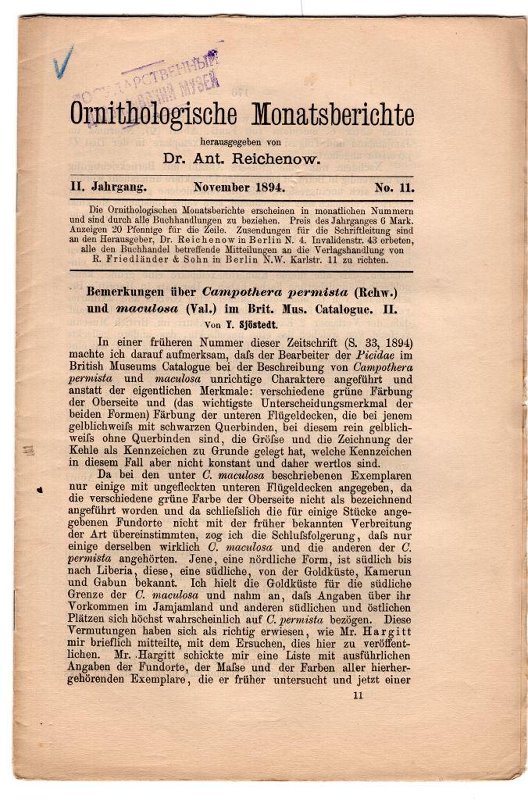 ГОСУДАРСТВЕННЫЙ
МУЗЕЙ
Ornithologische Monatsberichte
herausgegeben von
Dr. Ant. Reichenow.
II. Jahrgang. November 1894. No. 11.
Die Ornithologischen Monatsberichte erscheinen in monatlichen Nummern
und sind durch alle Buchhandlungen zu beziehen. Preis des Jahrganges 6 Mark.
Anzeigen 20 Pfennige für die Zeile. Zusendungen für die Schriftleitung sind
an den Herausgeber, Dr. Reichenow in Berlin N. 4. Invalidenstr. 43 erbeten,
alle den Buchhandel betreffende Mitteilungen an die Verlagshandlung von
R. Friedländer & Sohn in Berlin N.W. Karlstr. 11 zu richten.
Bemerkungen über Campothera permista (Rchw.)
und maculosa (Val.) im Brit. Mus. Catalogue. II.
Von Y. Sjöstedt.
In einer früheren Nummer dieser Zeitschrift (S. 33, 1894)
machte ich darauf aufmerksam, daſs der Bearbeiter der Picidae im
British Museums Catalogue bei der Beschreibung von Campothera
permista und maculosa unrichtige Charaktere angeführt und
anstatt der eigentlichen Merkmale: verschiedene grüne Färbung
der Oberseite und (das wichtigste Unterscheidungsmerkmal der
beiden Formen) Färbung der unteren Flügeldecken, die bei jenem
gelblichweiſs mit schwarzen Querbinden, bei diesem rein gelblich-
weiſs ohne Querbinden sind, die Gröſse und die Zeichnung der
Kehle als Kennzeichen zu Grunde gelegt hat, welche Kennzeichen
in diesem Fall aber nicht konstant und daher wertlos sind.
Da bei den unter C. maculosa beschriebenen Exemplaren
nur einige mit ungefleckten unteren Flügeldecken angegeben, da
die verschiedene grüne Farbe der Oberseite nicht als bezeichnend
angeführt worden und da schlieſslich die für einige Stücke ange-
gebenen Fundorte nicht mit der früher bekannten Verbreitung
der Art übereinstimmten, zog ich die Schluſsfolgerung, daſs nur
einige derselben wirklich C. maculosa und die anderen der C.
permista angehörten. Jene, eine nördliche Form, ist südlich bis
nach Liberia, diese, eine südliche, von der Goldküste, Kamerun
und Gabun bekannt. Ich hielt die Goldküste für die südliche
Grenze der C. maculosa und nahm an, daſs Angaben über ihr
Vorkommen im Jamjamland und anderen südlichen und östlichen
Plätzen sich höchst wahrscheinlich auf C. permista bezögen. Diese
Vermutungen haben sich als richtig erwiesen, wie Mr. Hargitt
mir brieflich mitteilte, mit dem Ersuchen, dies hier zu veröffent-
lichen. Mr. Hargitt schickte mir eine Liste mit ausführlichen
Angaben der Fundorte, der Maſse und der Farben aller hierher-
gehörenden Exemplare, die er früher untersucht und jetzt einer
11